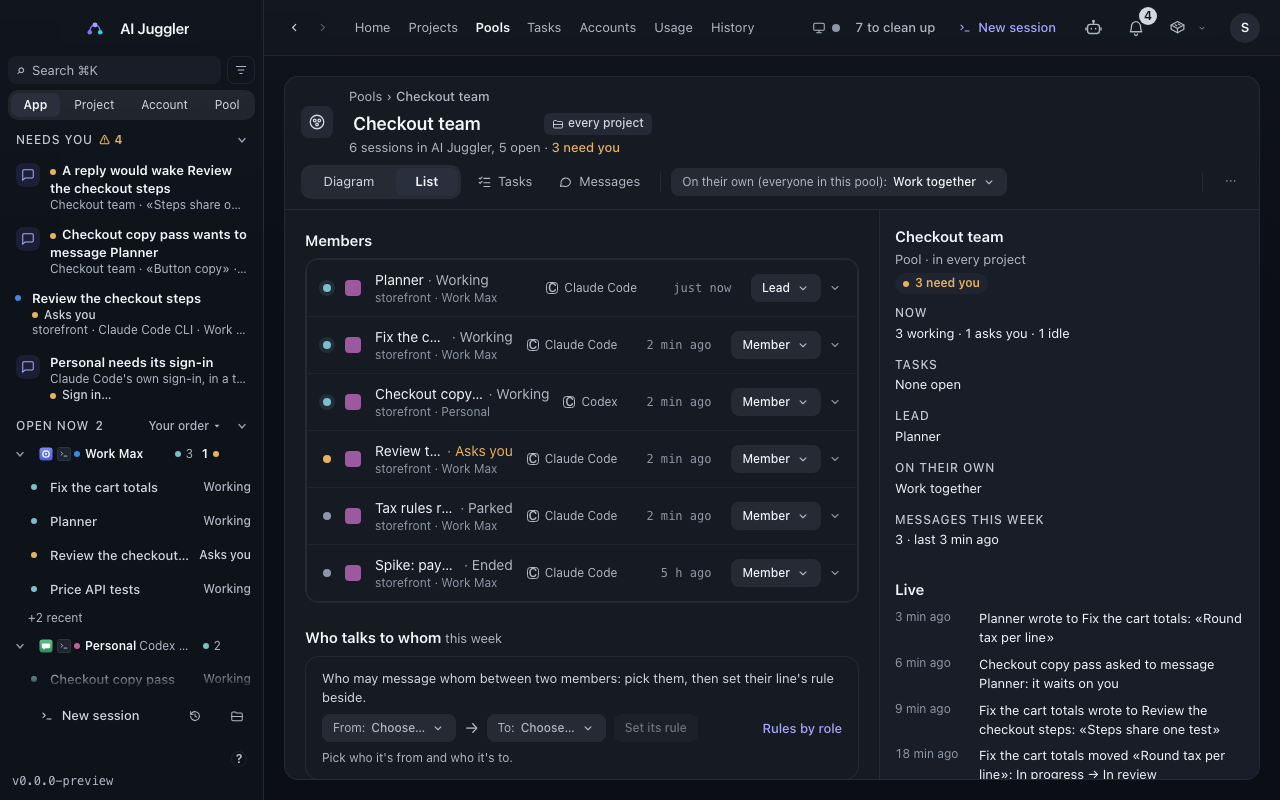 AI Juggler
Search ⌘K
App Project Account Pool
NEEDS YOU 4
A reply would wake Review
the checkout steps
Checkout team · «Steps share o…
Checkout copy pass wants to
message Planner
Checkout team · «Button copy» ·…
Review the checkout steps
Asks you
storefront · Claude Code CLI · Work …
Personal needs its sign-in
Claude Code's own sign-in, in a t…
Sign in…
OPEN NOW 2 Your order
Work Max 3 1
Fix the cart totals Working
Planner Working
Review the checkout… Asks you
Price API tests Working
+2 recent
Personal Codex … 2
Checkout copy pass Working
New session
?
v0.0.0-preview
Home Projects Pools Tasks Accounts Usage History
7 to clean up
New session
4
S
Pools › Checkout team
Checkout team
every project
6 sessions in AI Juggler, 5 open · 3 need you
Diagram List Tasks Messages
On their own (everyone in this pool): Work together
…
Members
Planner · Working
storefront · Work Max
Claude Code just now Lead
Fix the c… · Working
storefront · Work Max
Claude Code 2 min ago Member
Checkout copy… · Working
storefront · Personal
Codex 2 min ago Member
Review t… · Asks you
storefront · Work Max
Claude Code 2 min ago Member
Tax rules r… · Parked
storefront · Work Max
Claude Code 2 min ago Member
Spike: pay… · Ended
storefront · Work Max
Claude Code 5 h ago Member
Who talks to whom this week
Who may message whom between two members: pick them, then set their line's rule
beside.
From: Choose… → To: Choose… Set its rule
Rules by role
Pick who it's from and who it's to.
Checkout team
Pool · in every project
3 need you
NOW
3 working · 1 asks you · 1 idle
TASKS
None open
LEAD
Planner
ON THEIR OWN
Work together
MESSAGES THIS WEEK
3 · last 3 min ago
Live
3 min ago Planner wrote to Fix the cart totals: «Round
tax per line»
6 min ago Checkout copy pass asked to message
Planner: it waits on you
9 min ago Fix the cart totals wrote to Review the
checkout steps: «Steps share one test»
18 min ago Fix the cart totals moved «Round tax per
line»: In progress → In review